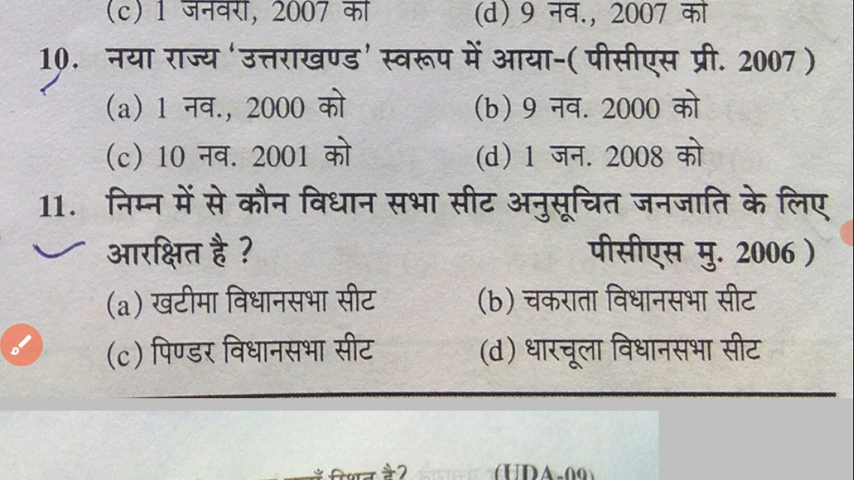 (c) 1 जनवरी, 2007 को (d) 9 नव., 2007 को
10. नया राज्य 'उत्तराखण्ड' स्वरूप में आया-( पीसीएस प्री. 2007 )
(a) 1 नव., 2000 को (b) 9 नव. 2000 को
(c) 10 नव. 2001 को (d) 1 जन. 2008 को
11. निम्न में से कौन विधान सभा सीट अनुसूचित जनजाति के लिए
आरक्षित है ? पीसीएस मु. 2006 )
(a) खटीमा विधानसभा सीट (b) चकराता विधानसभा सीट
(c) पिण्डर विधानसभा सीट (d) धारचूला विधानसभा सीट
स्थित है? (UDA-09)